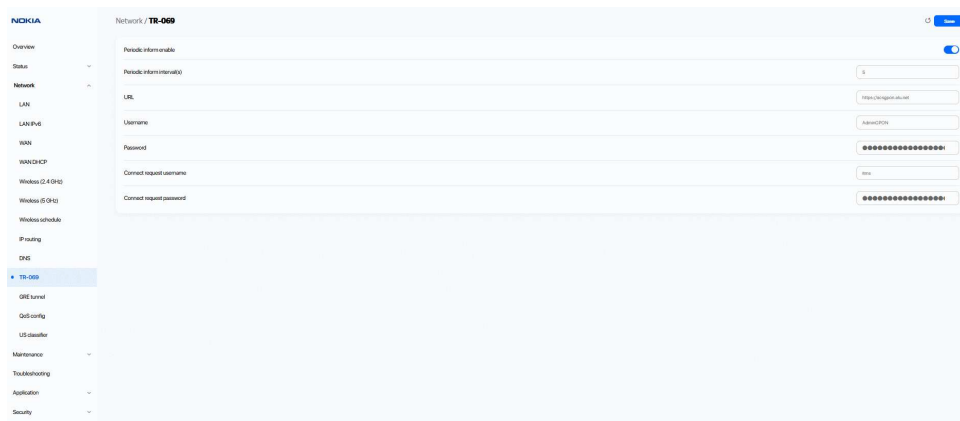 NOKIA
Network / TR-069
Save
Overview
Status
Network
LAN
LAN IPv6
WAN
WAN DHCP
Wireless (2.4 GHz)
Wireless (5 GHz)
Wireless schedule
IP routing
DNS
TR-069
GRE tunnel
QoS config
US classifier
Maintenance
Troubleshooting
Application
Security
Periodic inform enable
Periodic inform interval(s)
5
URL
Username
AdminGPON
Password
Connect request username
Connect request password